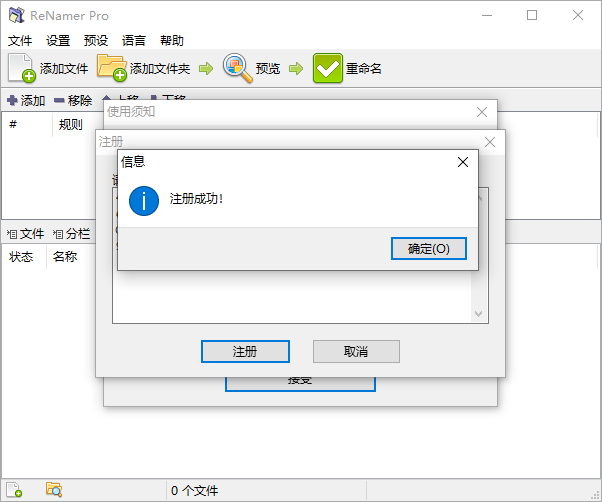 ReNamer Pro
文件 设置 预设 语言 帮助
添加文件 添加文件夹 预览 重命名
添加 移除 上移 下移
# 规则
使用须知
注册
信息
注册成功！
确定(O)
文件 分栏
状态 名称
注册 取消
接受
0 个文件